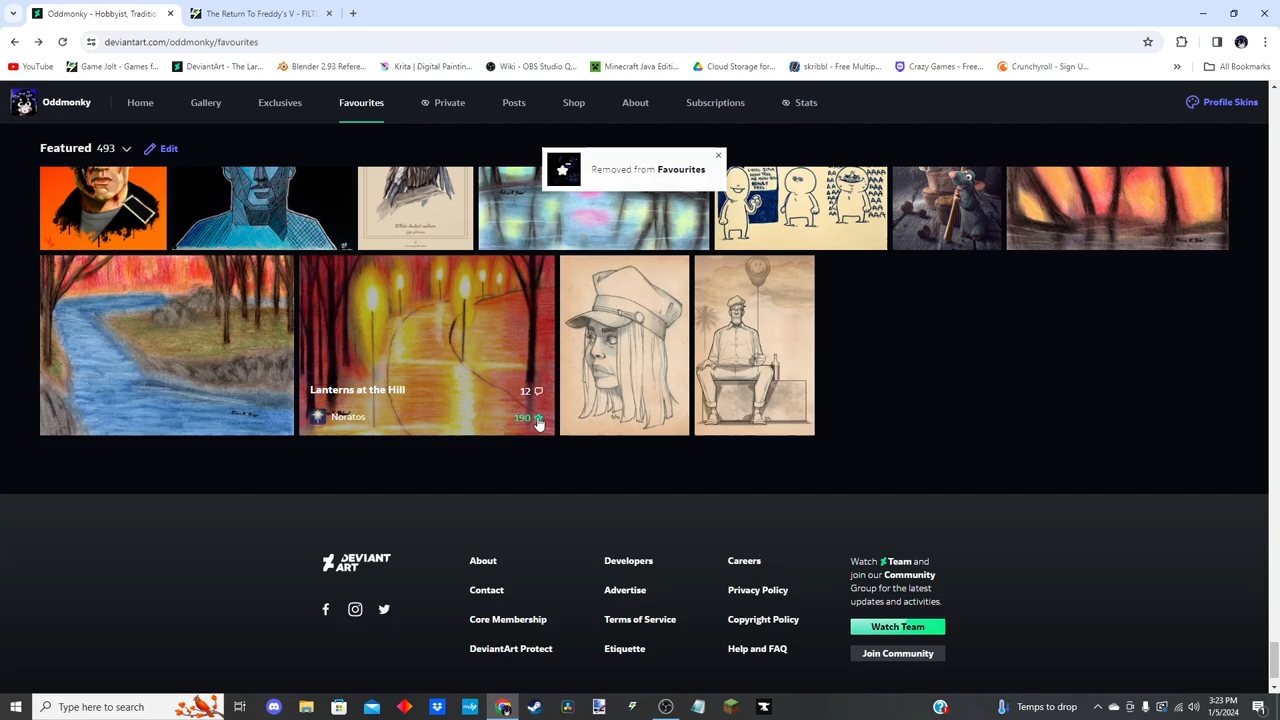 Oddmonky - Hobbyist, Traditio
The Return To Freddy's V - FILT
deviantart.com/oddmonky/favourites
YouTube
Game Jolt - Games f...
DeviantArt - The Lar...
Blender 2.93 Refere...
Krita | Digital Paintin...
Wiki - OBS Studio Q...
Minecraft Java Editi...
Cloud Storage for...
skribbl - Free Multip...
Crazy Games - Free...
Crunchyroll - Sign U...
All Bookmarks
Oddmonky
Home
Gallery
Exclusives
Favourites
Private
Posts
Shop
About
Subscriptions
Stats
Profile Skins
Featured 493
Edit
Removed from Favourites
Lanterns at the Hill
12
Noratos
190
DEVIANT
ART
About
Contact
Core Membership
DeviantArt Protect
Developers
Advertise
Terms of Service
Etiquette
Careers
Privacy Policy
Copyright Policy
Help and FAQ
Watch Team and
join our Community
Group for the latest
updates and activities.
Watch Team
Join Community
Type here to search
Temps to drop
3:23 PM
1/5/2024